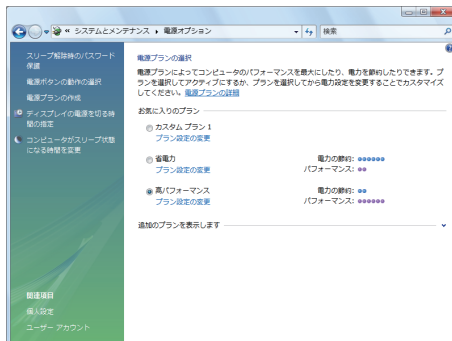 « システムとメンテナンス ▸ 電源オプション
検索
スリープ解除時のパスワード
保護
電源ボタンの動作の選択
電源プランの作成
ディスプレイの電源を切る時
間の指定
コンピュータがスリープ状態
になる時間を変更
関連項目
個人設定
ユーザー アカウント
電源プランの選択
電源プランによってコンピュータのパフォーマンスを最大にしたり、電力を節約したりできます。プ
ランを選択してアクティブにするか、プランを選択してから電力設定を変更することでカスタマイズ
してください。電源プランの詳細
お気に入りのプラン
カスタム プラン 1
プラン設定の変更
省電力
電力の節約:
プラン設定の変更
パフォーマンス:
高パフォーマンス
電力の節約:
プラン設定の変更
パフォーマンス:
追加のプランを表示します